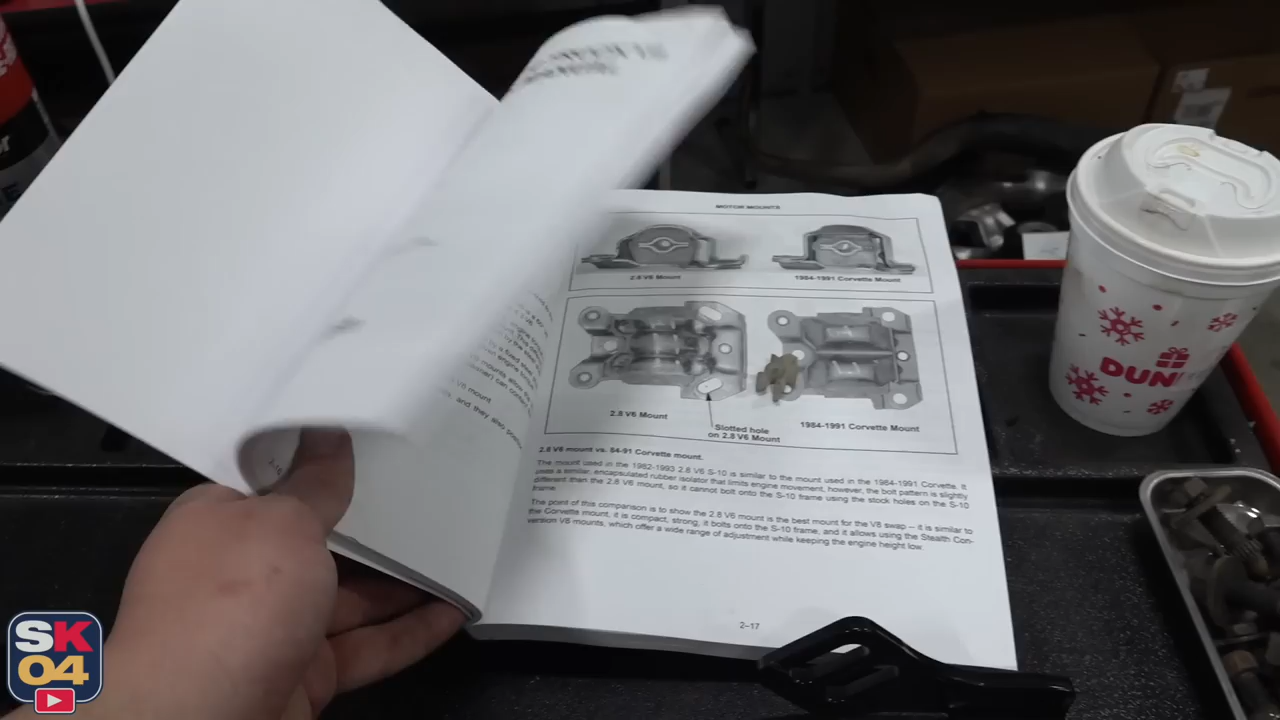 MOTOR MOUNTS
2.8 V6 Mount
1984-1991 Corvette Mount
2.8 V6 Mount
Slotted hole
on 2.8 V6 Mount
1984-1991 Corvette Mount
2.8 V6 mount vs. 84-91 Corvette mount.
The mount used in the 1982-1993 2.8 V6 S-10 is similar to the mount used in the 1984-1991 Corvette. It
uses a similar, encapsulated rubber isolator that limits engine movement, however, the bolt pattern is slightly
different than the 2.8 V6 mount, so it cannot bolt onto the S-10 frame using the stock holes on the S-10
frame.
The point of this comparison is to show the 2.8 V6 mount is the best mount for the V8 swap – it is similar to
the Corvette mount, it is compact, strong, it bolts onto the S-10 frame, and it allows using the Stealth Con-
version V8 mounts, which offer a wide range of adjustment while keeping the engine height low.
2–17
V6 mount
and they also
DUN
SK
04